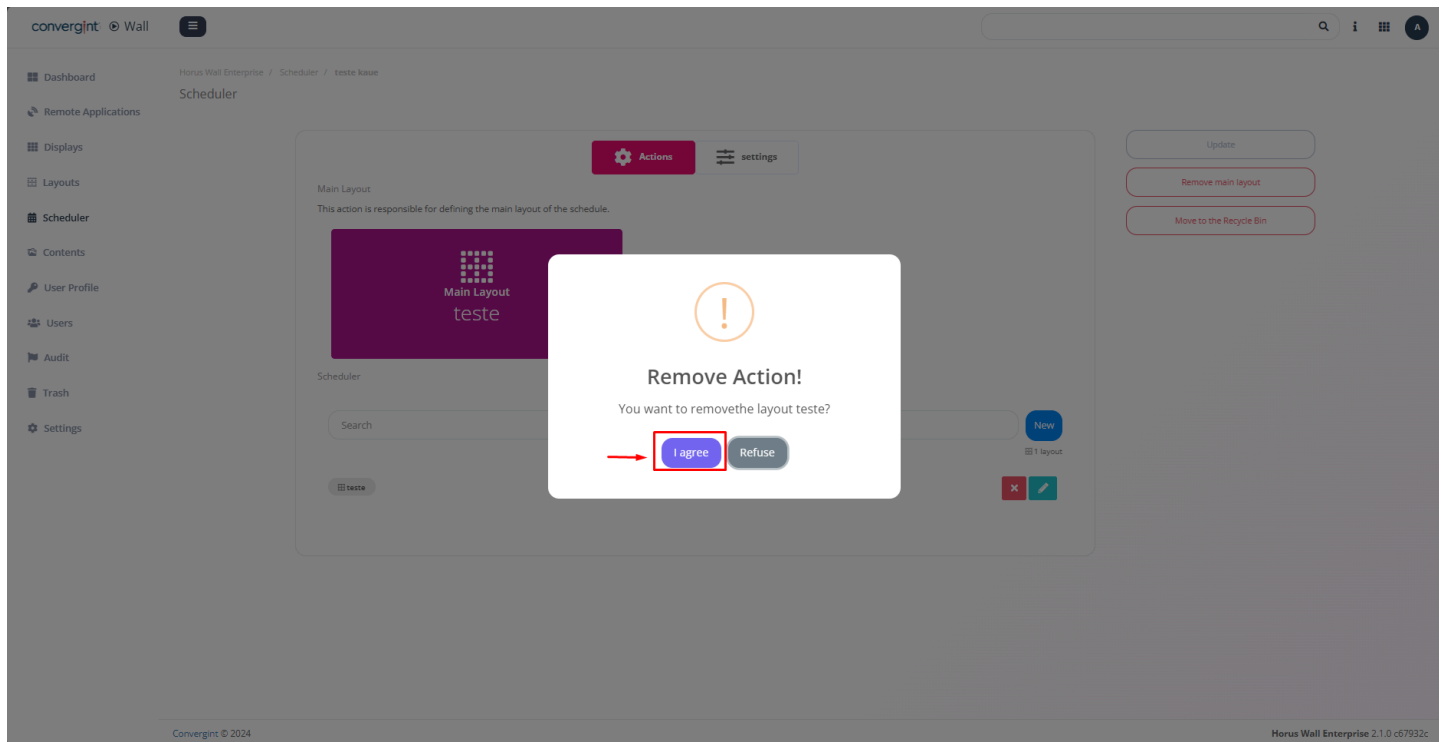 convergint Wall
A
Dashboard
Remote Applications
Displays
Layouts
Scheduler
Contents
User Profile
Users
Audit
Trash
Settings
Horus Wall Enterprise / Scheduler / teste kaue
Scheduler
Actions
settings
Main Layout
This action is responsible for defining the main layout of the schedule.
Main Layout
teste
Scheduler
Search
New
1 layout
teste
Update
Remove main layout
Move to the Recycle Bin
!
Remove Action!
You want to removethe layout teste?
I agree
Refuse
Convergint © 2024
Horus Wall Enterprise 2.1.0 c67932c